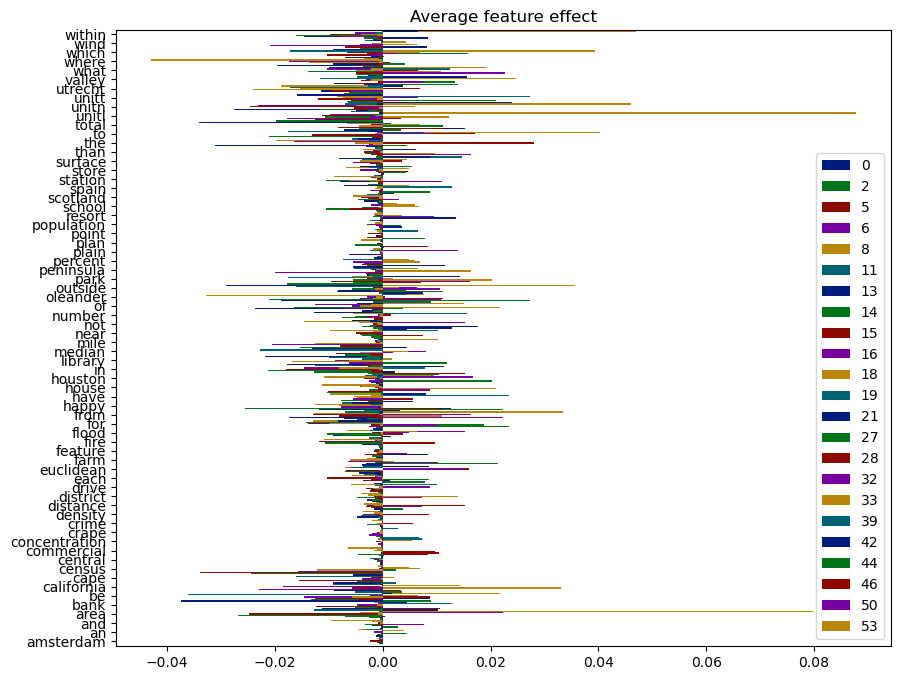 Average feature effect
within
wind
which
where
what
valley
utrecht
unitt
unitn
unitl
total
to
the
than
surface
store
station
spain
scotland
school
resort
population
point
plan
plain
percent
peninsula
park
outside
oleander
of
number
not
near
mile
median
library
in
houston
house
have
happy
from
for
flood
fire
feature
farm
euclidean
each
drive
district
distance
density
crime
crape
concentration
commercial
central
census
cape
california
be
bank
area
and
an
amsterdam
0
2
5
6
8
11
13
14
15
16
18
19
21
27
28
32
33
39
42
44
46
50
53
−0.04 −0.02 0.00 0.02 0.04 0.06 0.08